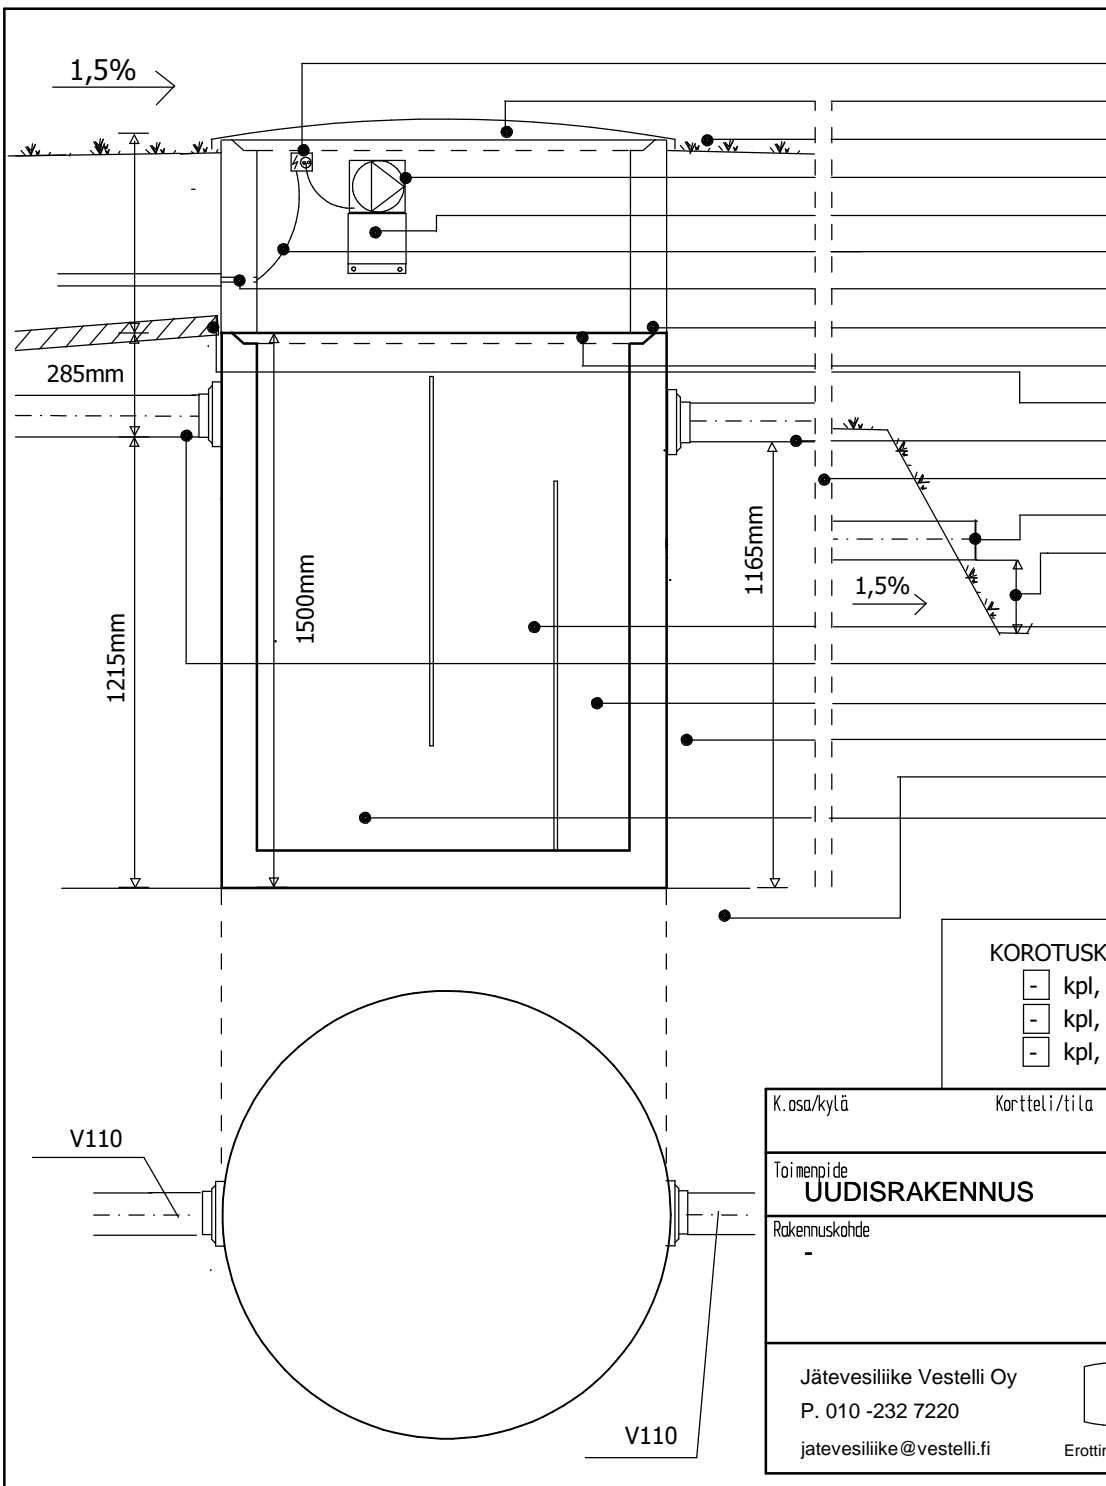 1,5%
285mm
1215mm
1500mm
1165mm
1,5%
KOROTUSK
- kpl,
- kpl,
- kpl,
K.osa/kylä Kortteli/tila
Toimenpide
UUDISRAKENNUS
Rakennuskohde
-
V110
V110
Jätevesiliike Vestelli Oy
P. 010 -232 7220
jatevesiliike@vestelli.fi
Erottin